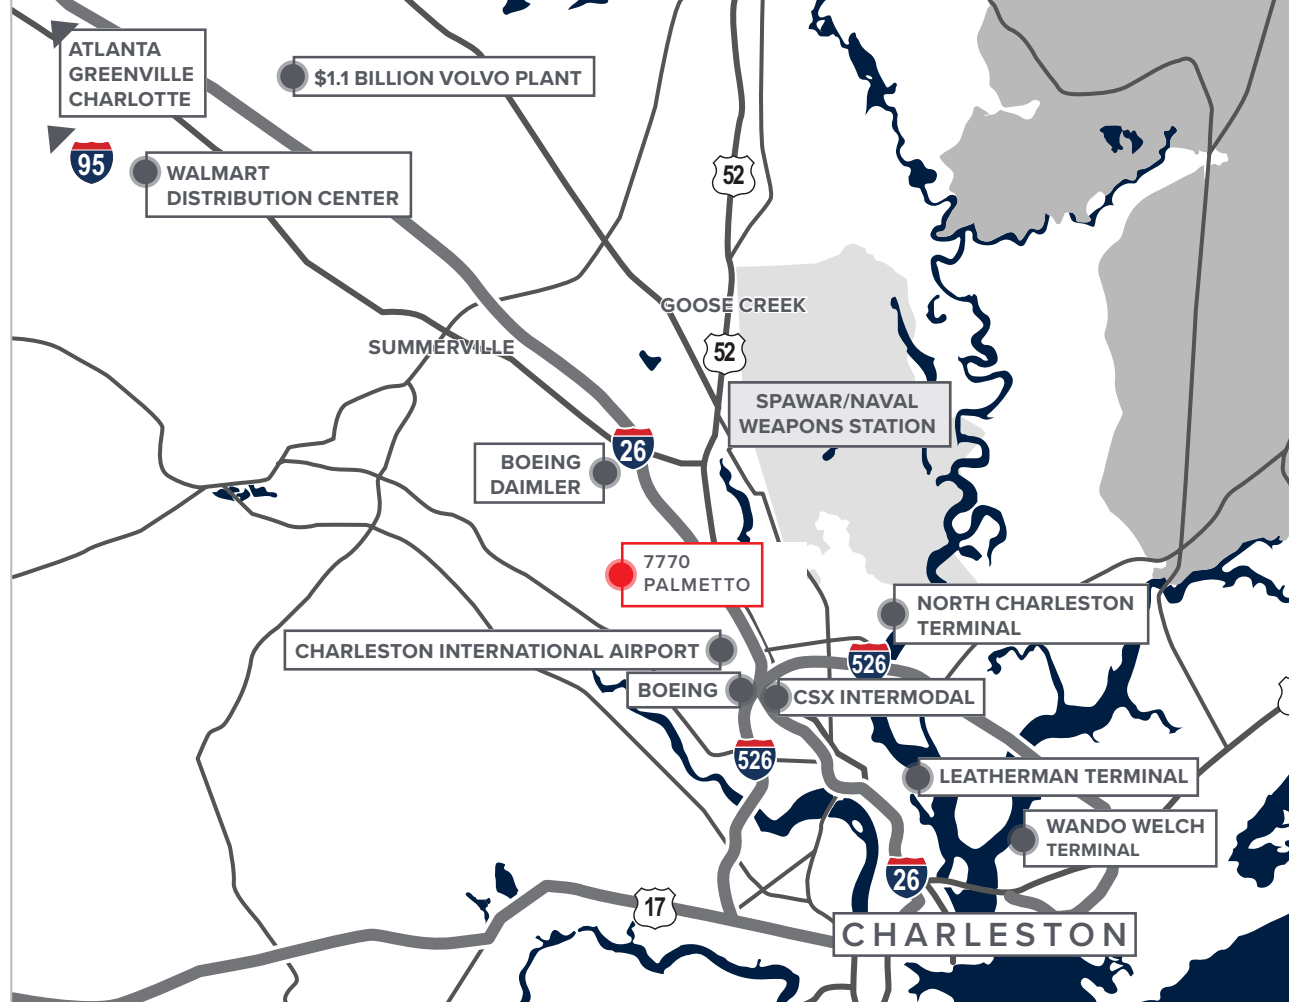 ATLANTA
GREENVILLE
CHARLOTTE
$1.1 BILLION VOLVO PLANT
95
WALMART
DISTRIBUTION CENTER
52
GOOSE CREEK
SUMMERVILLE
52
SPAWAR/NAVAL
WEAPONS STATION
26
BOEING
DAIMLER
7770
PALMETTO
NORTH CHARLESTON
TERMINAL
CHARLESTON INTERNATIONAL AIRPORT
526
BOEING
CSX INTERMODAL
526
LEATHERMAN TERMINAL
WANDO WELCH
TERMINAL
26
17
CHARLESTON